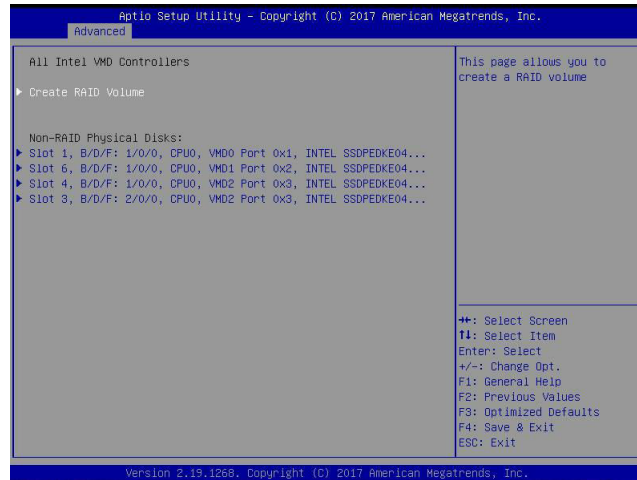 Aptio Setup Utility – Copyright (C) 2017 American Megatrends, Inc.
Advanced
All Intel VMD Controllers
▶ Create RAID Volume
Non-RAID Physical Disks:
▶ Slot 1, B/D/F: 1/0/0, CPU0, VMD0 Port 0x1, INTEL SSDPEDKE04...
▶ Slot 6, B/D/F: 1/0/0, CPU0, VMD1 Port 0x2, INTEL SSDPEDKE04...
▶ Slot 4, B/D/F: 1/0/0, CPU0, VMD2 Port 0x3, INTEL SSDPEDKE04...
▶ Slot 3, B/D/F: 2/0/0, CPU0, VMD2 Port 0x3, INTEL SSDPEDKE04...
This page allows you to
create a RAID volume
→←: Select Screen
↑↓: Select Item
Enter: Select
+/-: Change Opt.
F1: General Help
F2: Previous Values
F3: Optimized Defaults
F4: Save & Exit
ESC: Exit
Version 2.19.1268. Copyright (C) 2017 American Megatrends, Inc.